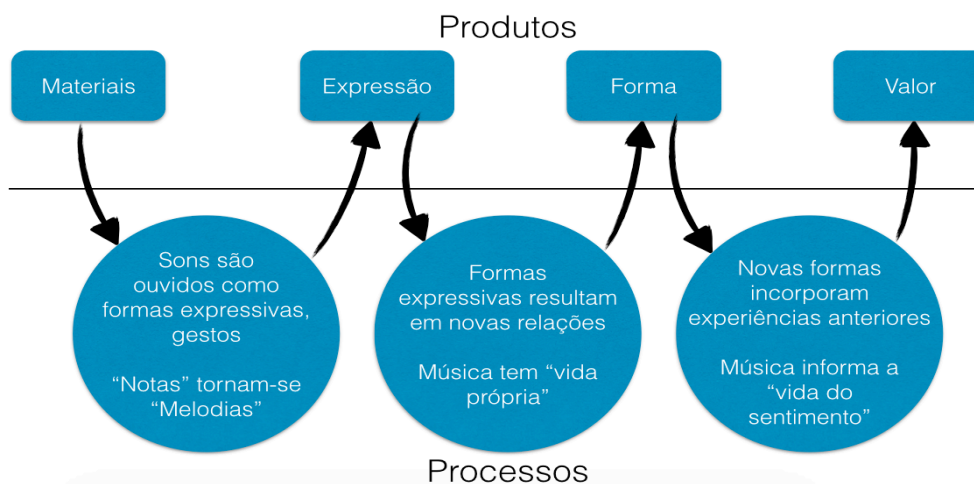 Produtos
Materiais
Expressão
Forma
Valor
Sons são
ouvidos como
formas expressivas,
gestos
“Notas” tornam-se
“Melodias”
Formas
expressivas resultam
em novas relações
Música tem “vida
própria”
Novas formas
incorporam
experiências anteriores
Música informa a
“vida do
sentimento”
Processos